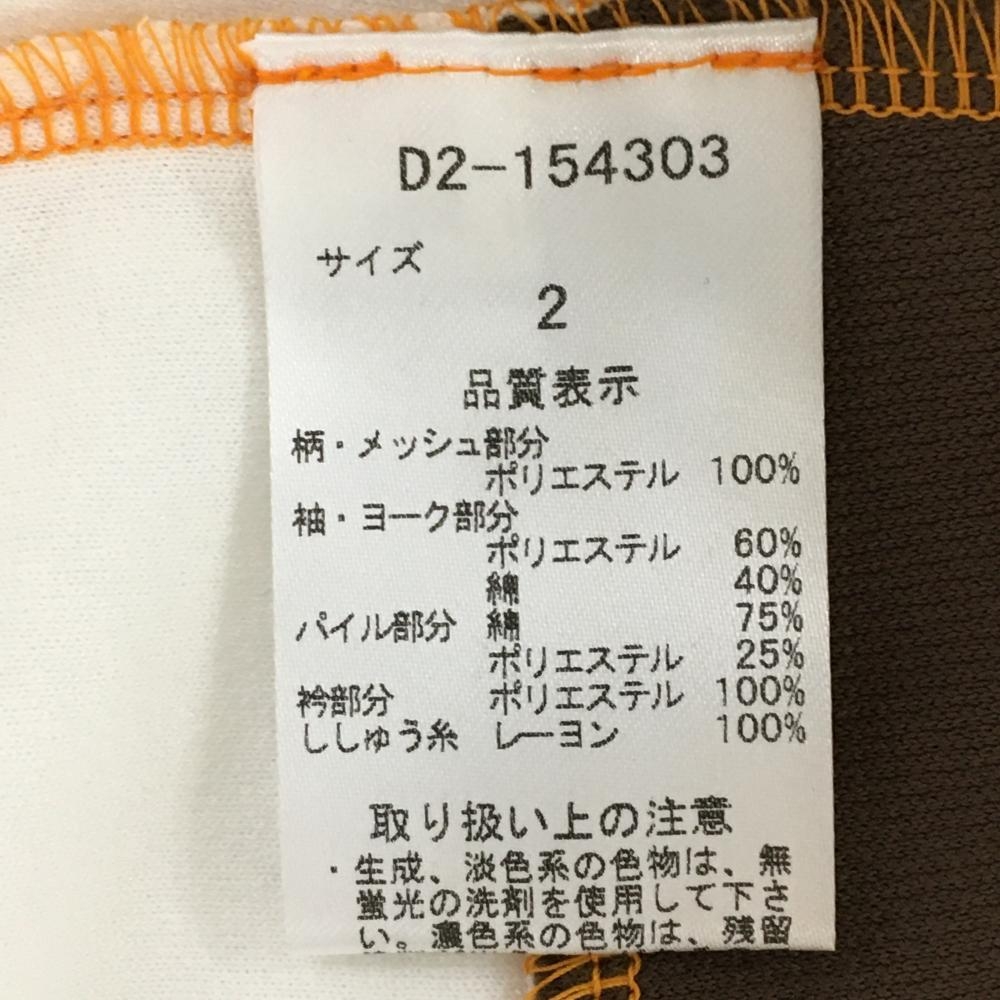 D2-154303
サイズ
2
品質表示
柄・メッシュ部分
ポリエステル 100%
袖・ヨーク部分
ポリエステル 60%
綿 40%
パイル部分 綿 75%
ポリエステル 25%
衿部分 ポリエステル 100%
ししゅう糸 レーヨン 100%
取り扱い上の注意
・生成、淡色系の色物は、無
蛍光の洗剤を使用して下さ
い。濃色系の色物は、残留